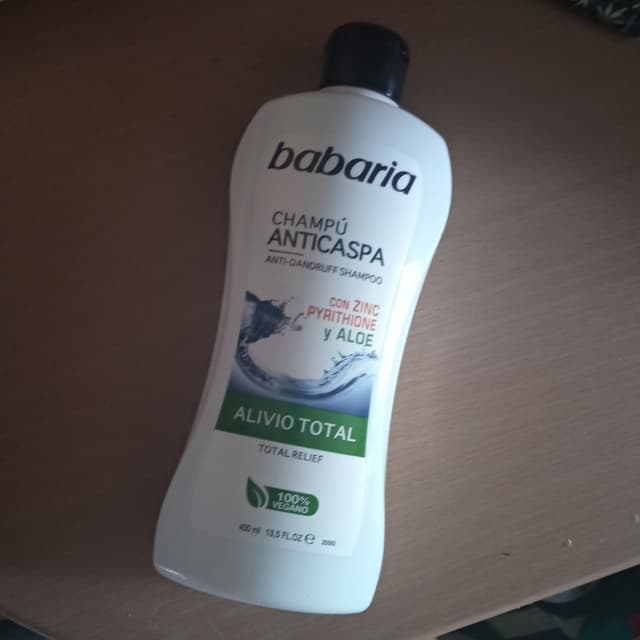 babaria
CHAMPÚ
ANTICASPA
ANTI-DANDRUFF SHAMPOO
CON ZINC
PYRITHIONE
y ALOE
ALIVIO TOTAL
TOTAL RELIEF
100%
VEGANO
400 ml 13,5 FL.OZ ℮